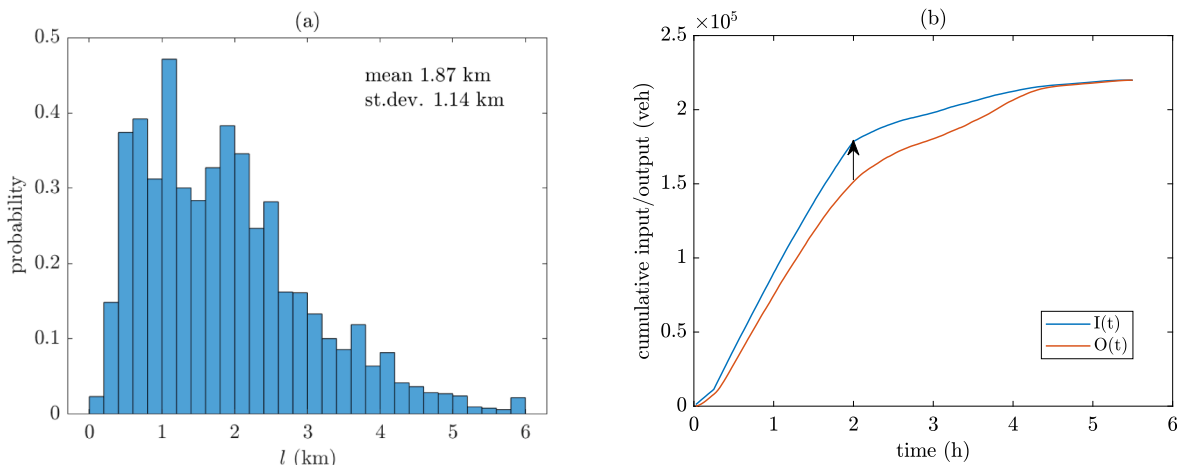 (a)
mean 1.87 km
st.dev. 1.14 km
probability
0.5
0.4
0.3
0.2
0.1
0
0 1 2 3 4 5 6
l (km)
(b)
×10⁵
cumulative input/output (veh)
2.5
2
1.5
1
0.5
0
0 1 2 3 4 5 6
time (h)
I(t)
O(t)